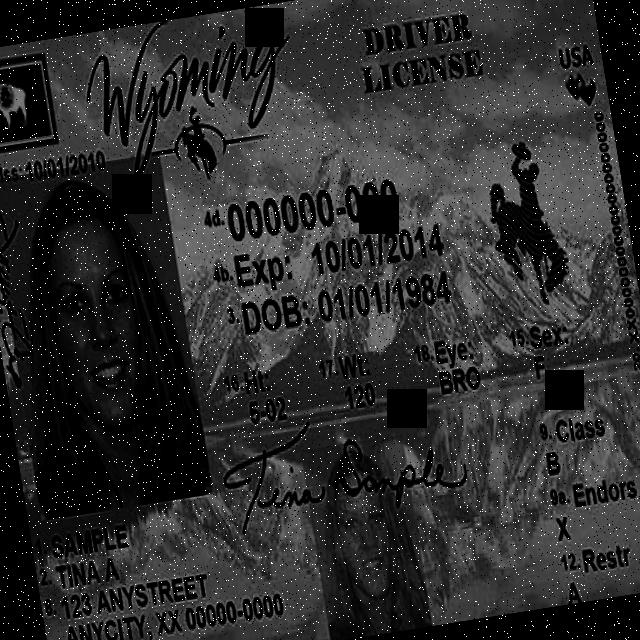 Wyoming
DRIVER
LICENSE
USA
Iss: 10/01/2010
4d. 000000-000
4b. Exp: 10/01/2014
3. DOB: 01/01/1984
16. Ht: 17. Wt: 18. Eye: 15. Sex:
5-02 120 BRO F
Tina Sample
9. Class
B
9a. Endors
X
12. Restr
A
1. SAMPLE
2. TINA A
8. 123 ANYSTREET
ANYCITY, XX 00000-0000